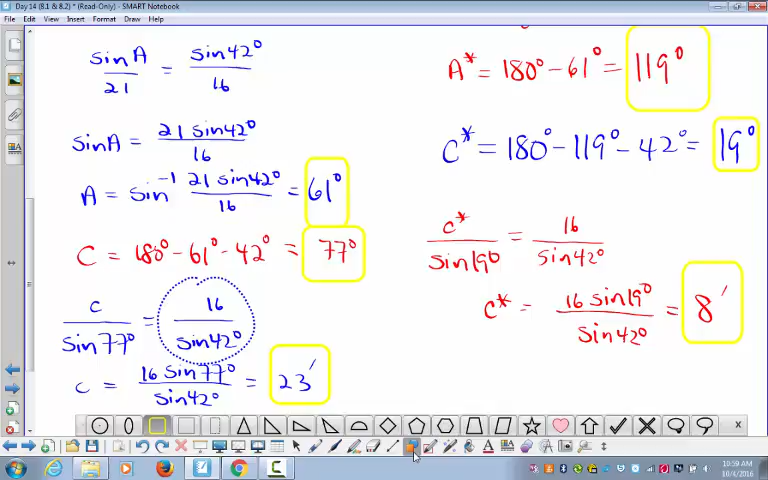 Day 14 (8.1 & 8.2) * (Read-Only) - SMART Notebook
File Edit View Insert Format Tools Draw Help
sinA/21 = sin42°/16
sinA = 21 sin42°/16
A = sin⁻¹ 21 sin42°/16 = 61°
C = 180° - 61° - 42° = 77°
c/sin77° = 16/sin42°
c = 16 sin77°/sin42° = 23'
A* = 180° - 61° = 119°
C* = 180° - 119° - 42° = 19°
c*/sin19° = 16/sin42°
c* = 16 sin19°/sin42° = 8'
10:59 AM
10/4/2016